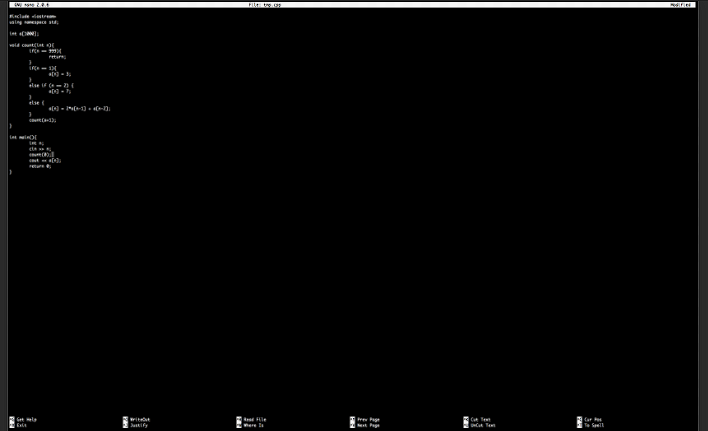 GNU nano 2.0.6 File: tmp.cpp Modified
#include <iostream>
using namespace std;
int a[1000];
void count(int n){
if(n == 999){
return;
}
if(n == 1){
a[n] = 3;
}
else if (n == 2) {
a[n] = 7;
}
else {
a[n] = 2*a[n-1] + a[n-2];
}
count(n+1);
}
int main(){
int n;
cin >> n;
count(0);
cout << a[n];
return 0;
}
^G Get Help ^O WriteOut ^R Read File ^Y Prev Page ^K Cut Text ^C Cur Pos
^X Exit ^J Justify ^W Where Is ^V Next Page ^U UnCut Text ^T To Spell